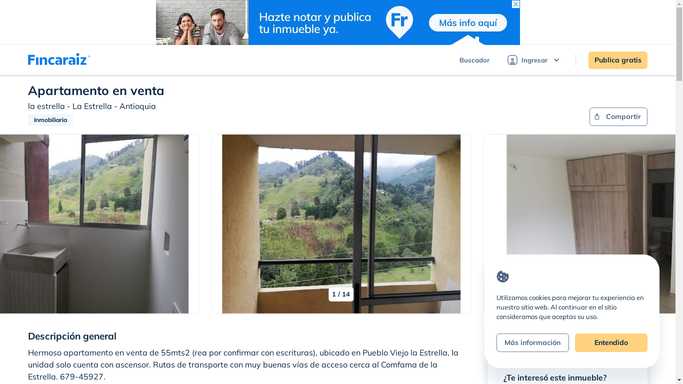 Hazte notar y publica
tu inmueble ya.
Fr
Más info aquí
Fincaraiz
Buscador
Ingresar
Publica gratis
Apartamento en venta
la estrella - La Estrella - Antioquia
Inmobiliaria
Compartir
1 / 14
Utilizamos cookies para mejorar tu experiencia en
nuestro sitio web. Al continuar en el sitio
consideramos que aceptas su uso.
Más información
Entendido
Descripción general
Hermoso apartamento en venta de 55mts2 (rea por confirmar con escrituras), ubicado en Pueblo Viejo la Estrella, la
unidad solo cuenta con ascensor. Rutas de transporte con muy buenas vías de acceso cerca al Comfama de la
Estrella. 679-45927.
¿Te interesó este inmueble?